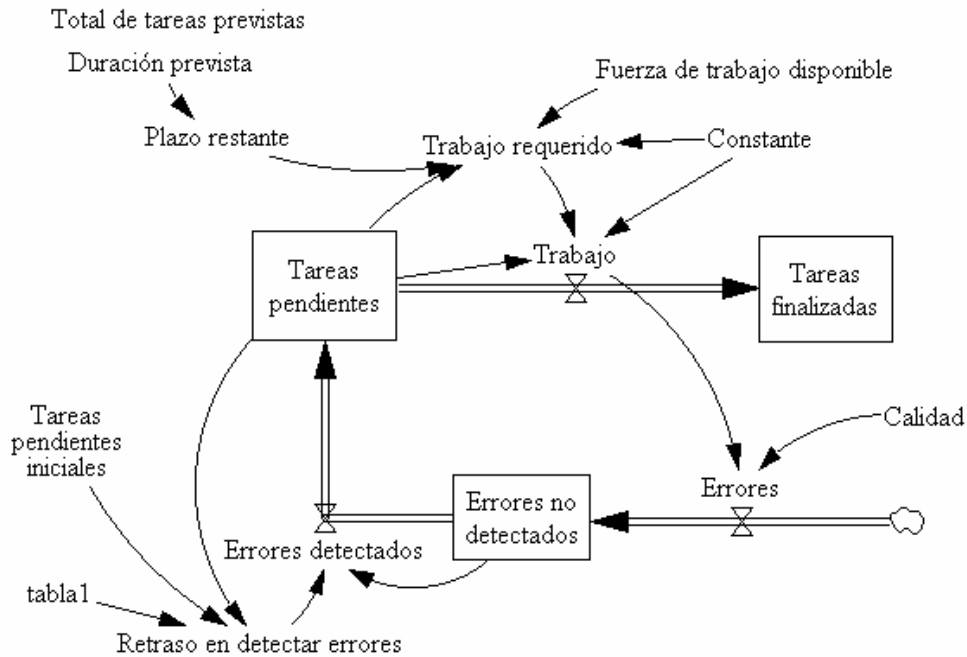 Total de tareas previstas
Duración prevista
Fuerza de trabajo disponible
Plazo restante
Trabajo requerido
Constante
Tareas
pendientes
Trabajo
Tareas
finalizadas
Tareas
pendientes
iniciales
Calidad
Errores no
detectados
Errores
Errores detectados
tabla1
Retraso en detectar errores